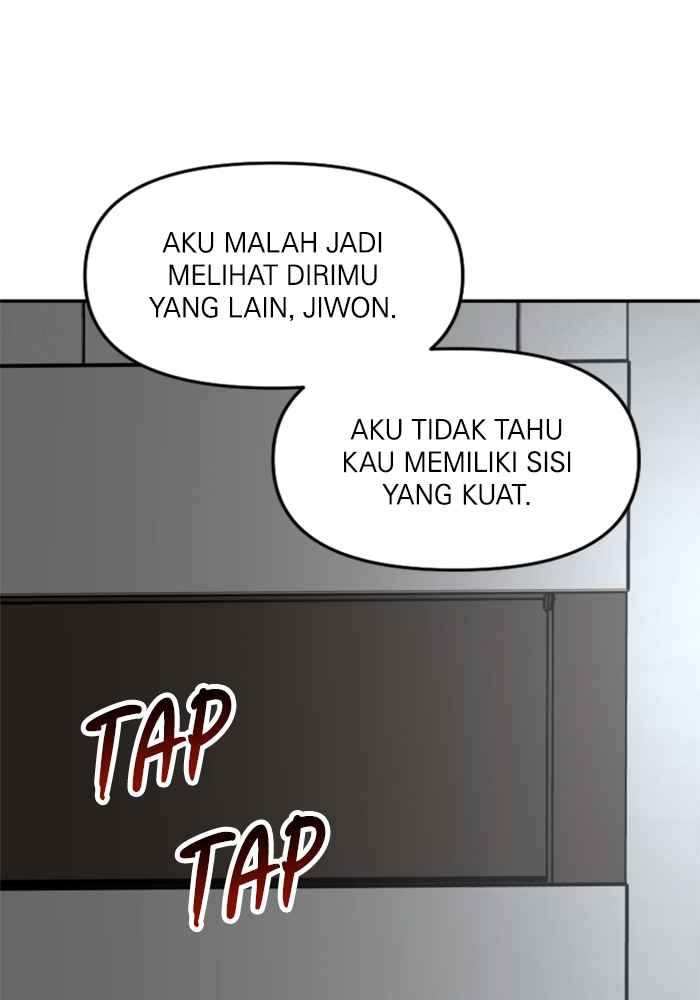 AKU MALAH JADI
MELIHAT DIRIMU
YANG LAIN, JIWON.
AKU TIDAK TAHU
KAU MEMILIKI SISI
YANG KUAT.
TAP
TAP